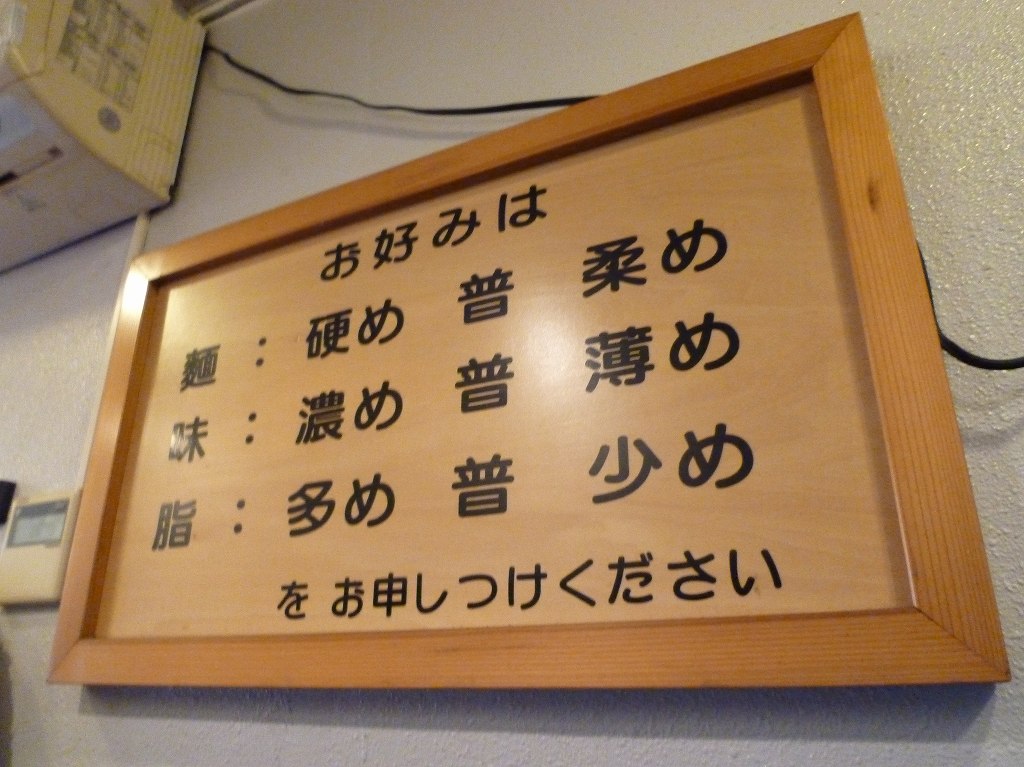 お好みは
麺：硬め 普 柔め
味：濃め 普 薄め
脂：多め 普 少め
を お申しつけください